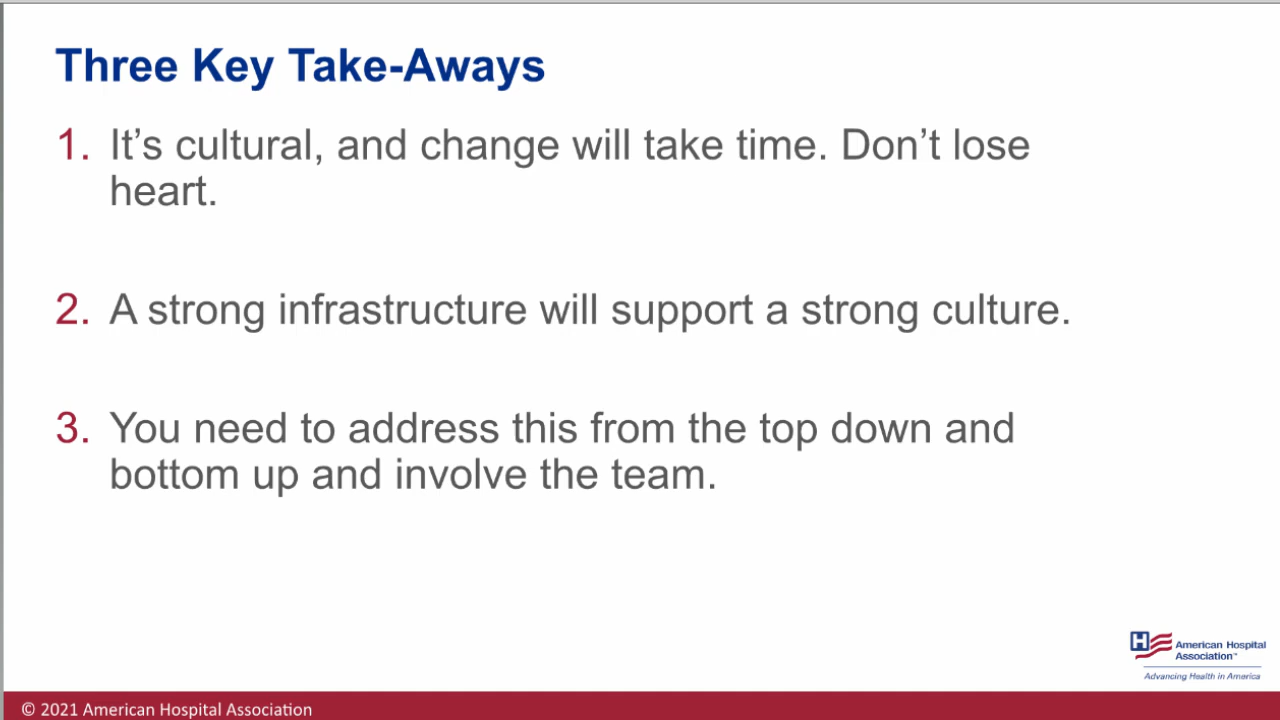 Three Key Take-Aways
1. It's cultural, and change will take time. Don't lose
heart.
2. A strong infrastructure will support a strong culture.
3. You need to address this from the top down and
bottom up and involve the team.
H
American Hospital
Association™
Advancing Health in America
© 2021 American Hospital Association